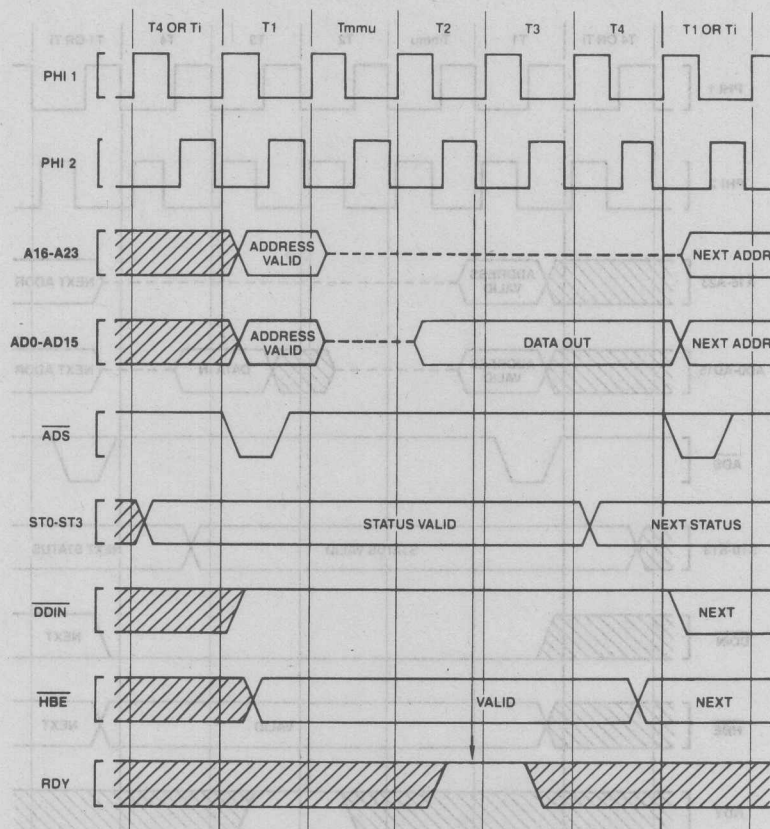 T4 OR Ti T1 Tmmu T2 T3 T4 T1 OR Ti
PHI 1
PHI 2
A16-A23 ADDRESS VALID NEXT ADDR
AD0-AD15 ADDRESS VALID DATA OUT NEXT ADDR
ADS
ST0-ST3 STATUS VALID NEXT STATUS
DDIN NEXT
HBE VALID NEXT
RDY